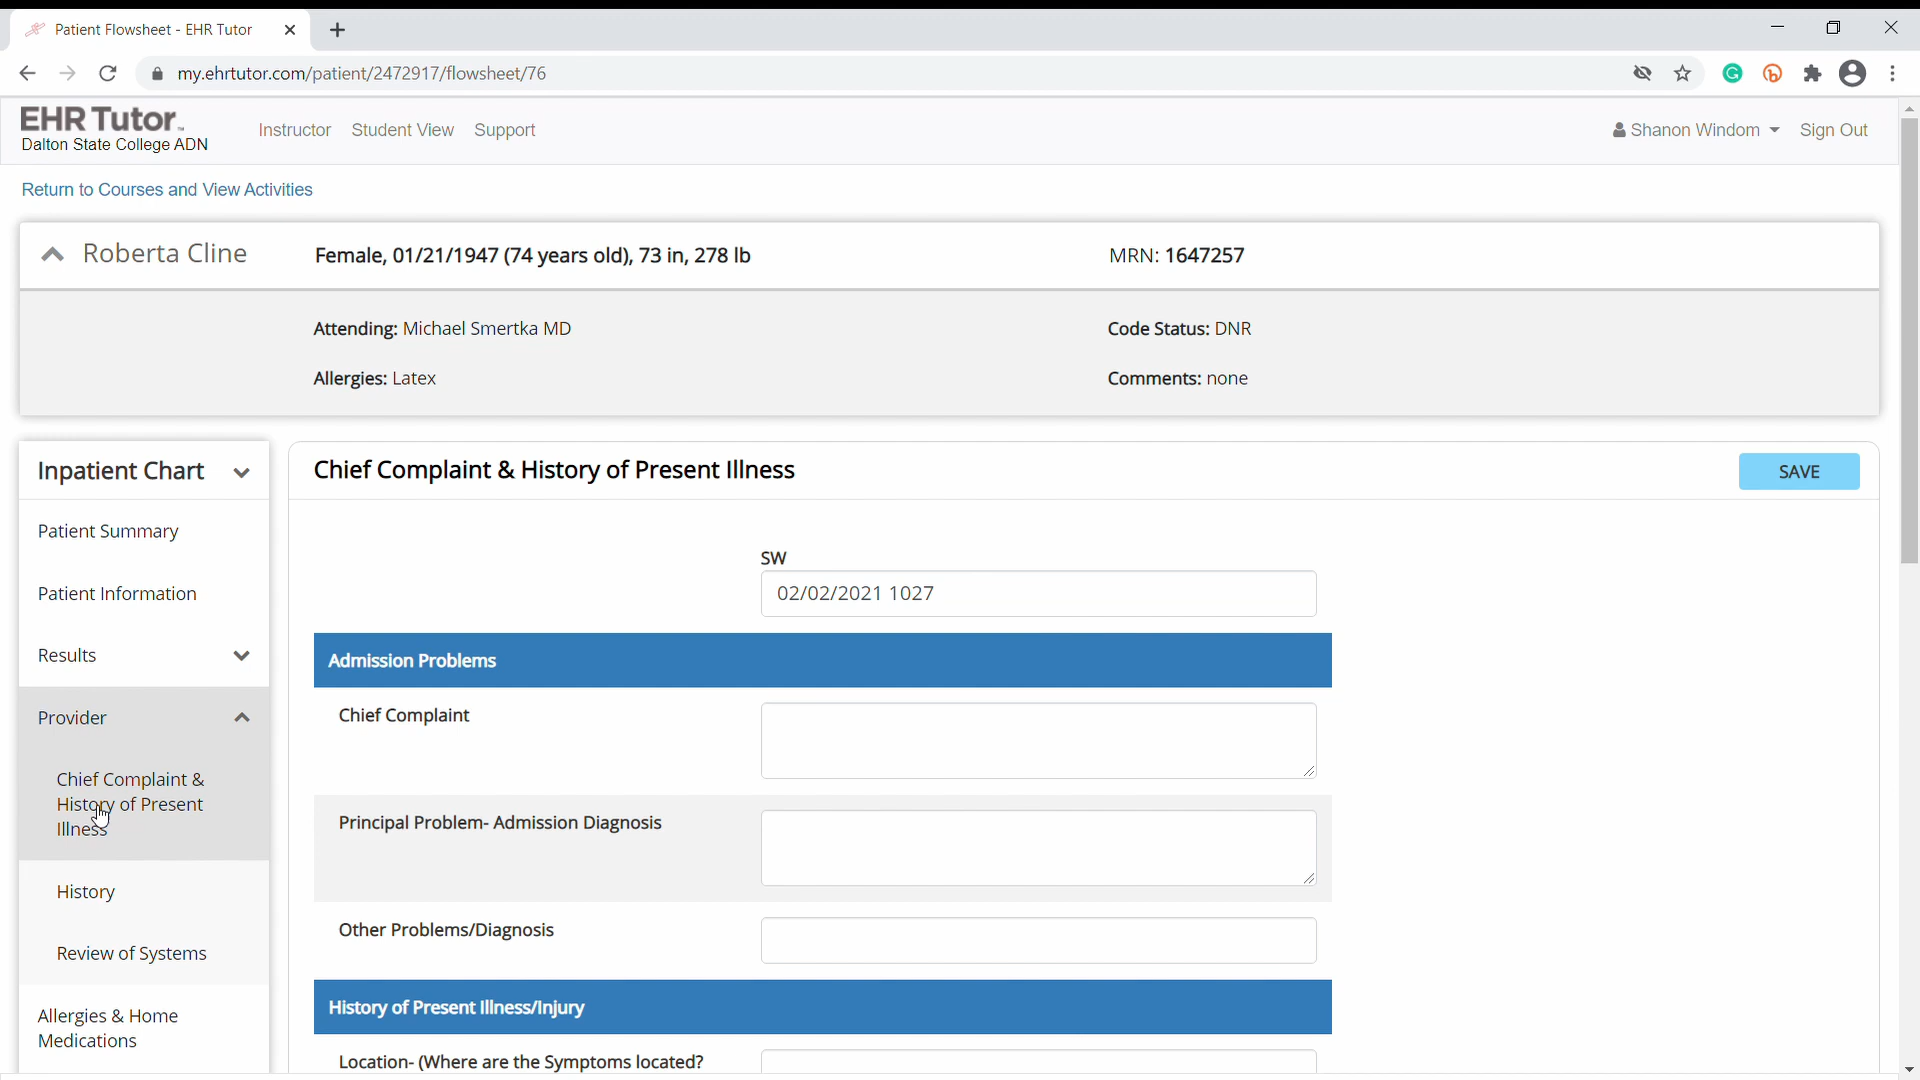 Patient Flowsheet - EHR Tutor
my.ehrtutor.com/patient/2472917/flowsheet/76
EHR Tutor
Dalton State College ADN
Instructor Student View Support
Shanon Windom Sign Out
Return to Courses and View Activities
Roberta Cline
Female, 01/21/1947 (74 years old), 73 in, 278 lb
MRN: 1647257
Attending: Michael Smertka MD
Code Status: DNR
Allergies: Latex
Comments: none
Inpatient Chart
Patient Summary
Patient Information
Results
Provider
Chief Complaint &
History of Present
Illness
History
Review of Systems
Allergies & Home
Medications
Chief Complaint & History of Present Illness
SAVE
SW
02/02/2021 1027
Admission Problems
Chief Complaint
Principal Problem- Admission Diagnosis
Other Problems/Diagnosis
History of Present Illness/Injury
Location- (Where are the Symptoms located?